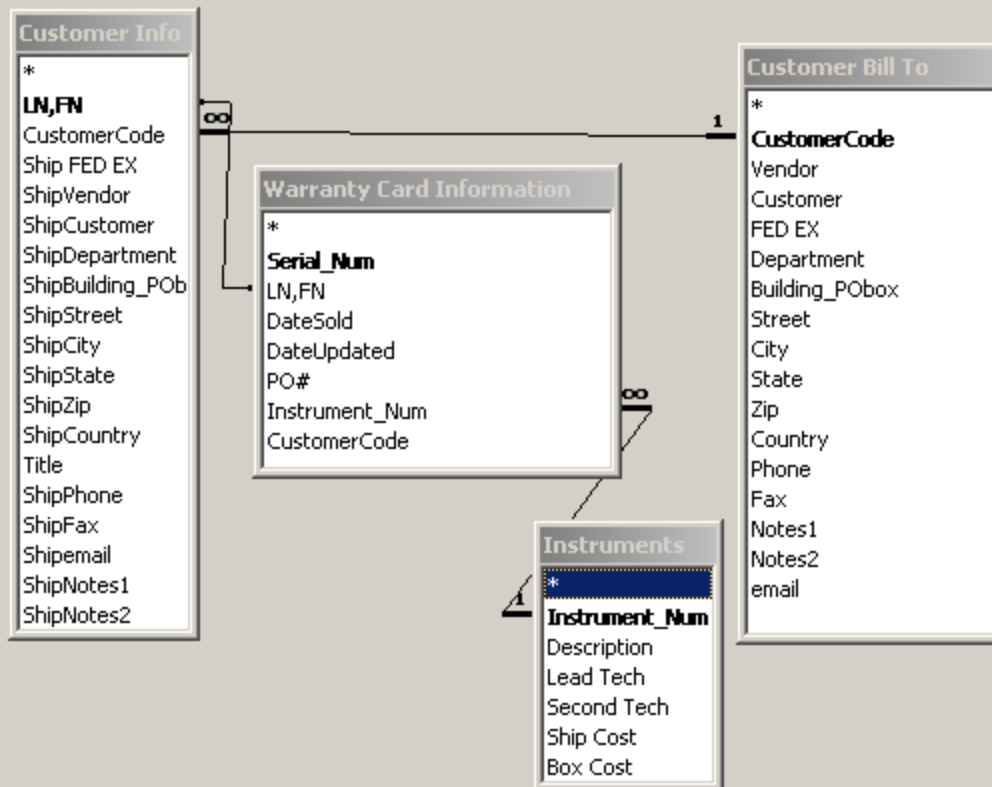 Customer Info
*
LN,FN
CustomerCode
Ship FED EX
ShipVendor
ShipCustomer
ShipDepartment
ShipBuilding_POb
ShipStreet
ShipCity
ShipState
ShipZip
ShipCountry
Title
ShipPhone
ShipFax
Shipemail
ShipNotes1
ShipNotes2
∞
1
Warranty Card Information
*
Serial_Num
LN,FN
DateSold
DateUpdated
PO#
Instrument_Num
CustomerCode
∞
1
Instruments
*
Instrument_Num
Description
Lead Tech
Second Tech
Ship Cost
Box Cost
Customer Bill To
*
CustomerCode
Vendor
Customer
FED EX
Department
Building_PObox
Street
City
State
Zip
Country
Phone
Fax
Notes1
Notes2
email